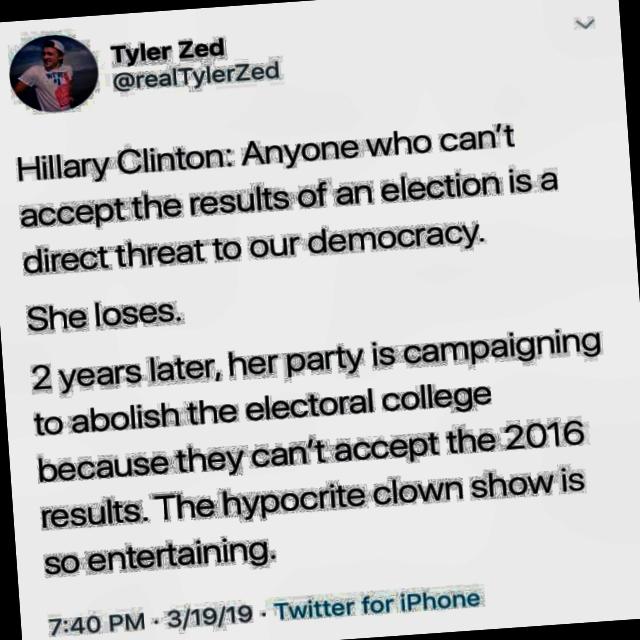 Tyler Zed
@realTylerZed
Hillary Clinton: Anyone who can't
accept the results of an election is a
direct threat to our democracy.
She loses.
2 years later, her party is campaigning
to abolish the electoral college
because they can't accept the 2016
results. The hypocrite clown show is
so entertaining.
7:40 PM · 3/19/19 · Twitter for iPhone